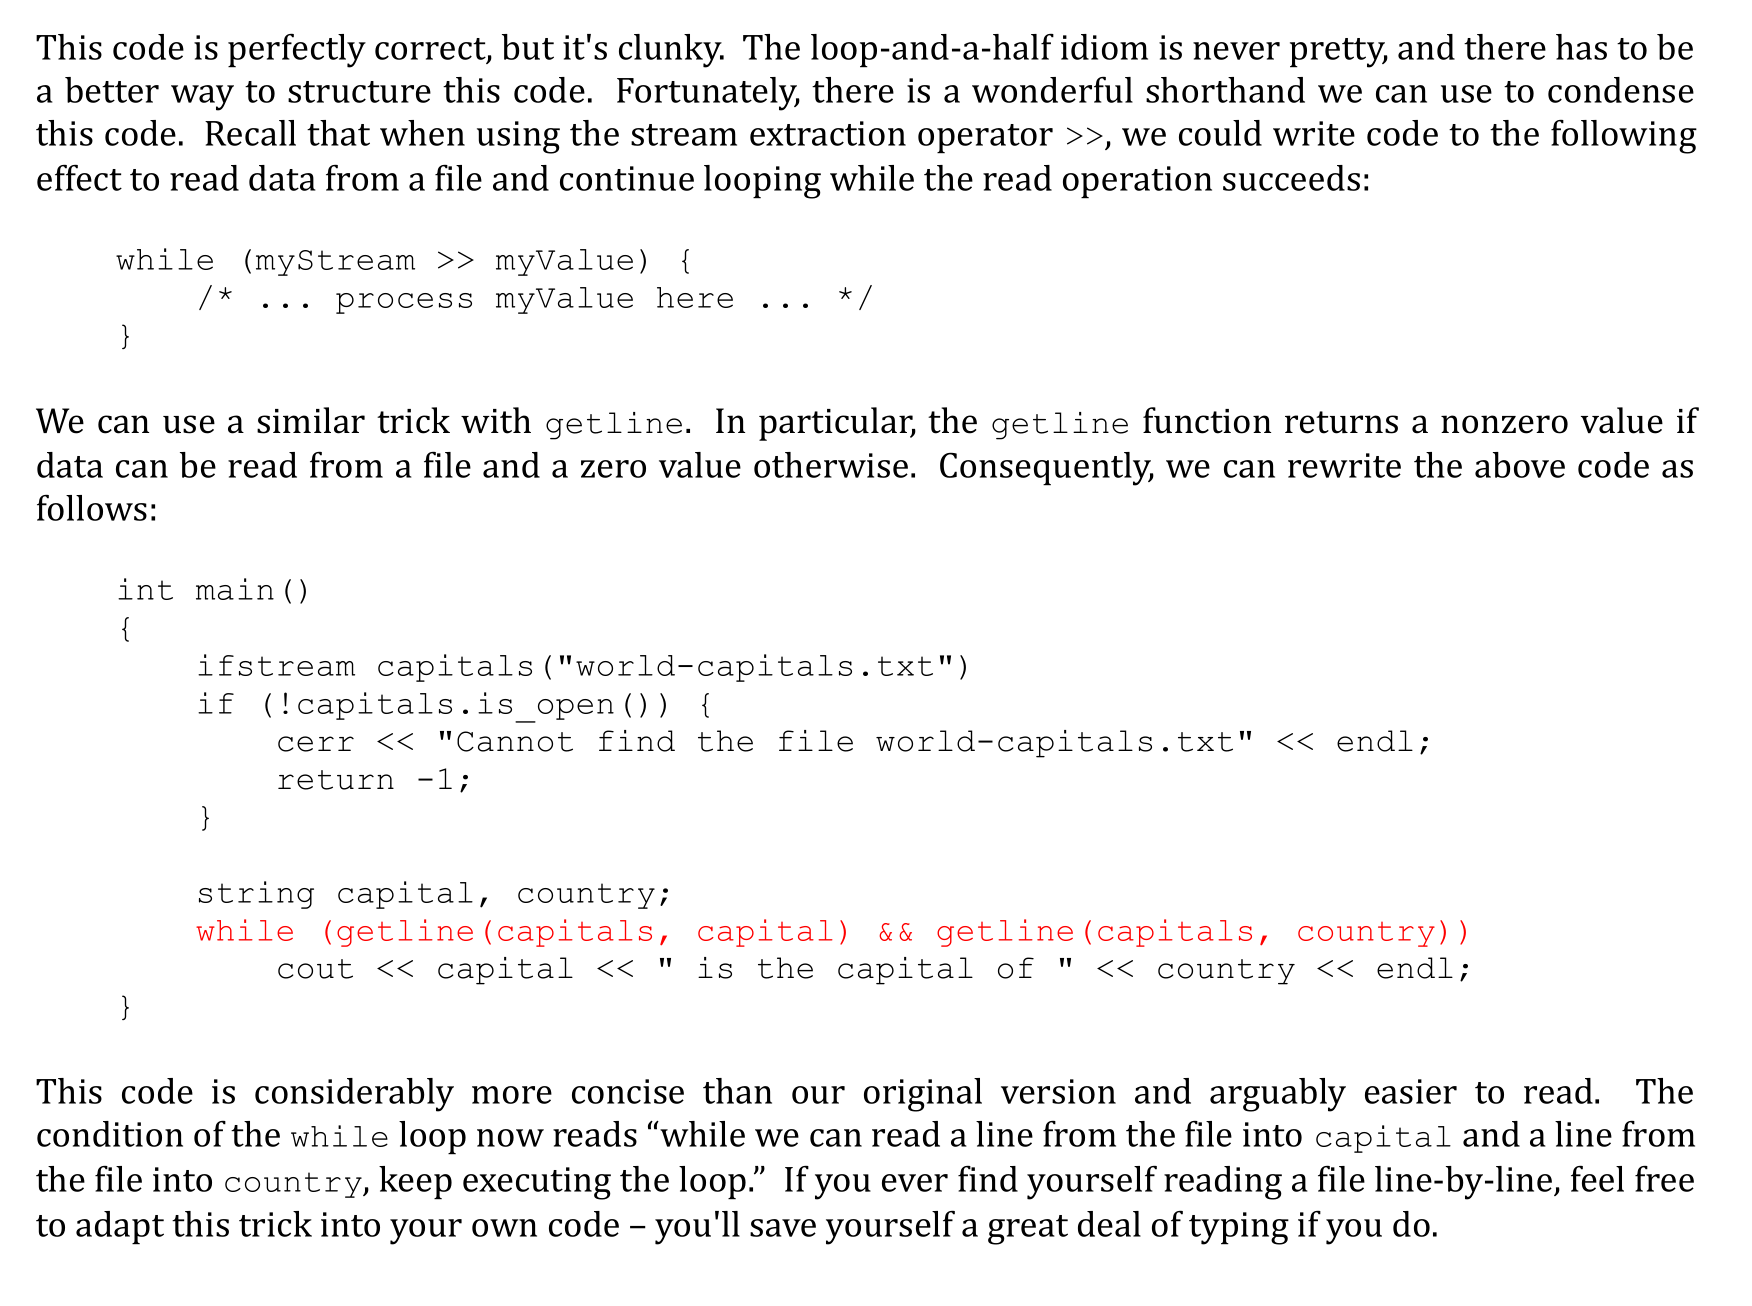 This code is perfectly correct, but it's clunky.  The loop-and-a-half idiom is never pretty, and there has to be
a better way to structure this code.  Fortunately, there is a wonderful shorthand we can use to condense
this code.  Recall that when using the stream extraction operator >>, we could write code to the following
effect to read data from a file and continue looping while the read operation succeeds:

    while (myStream >> myValue) {
        /* ... process myValue here ... */
    }

We can use a similar trick with getline.  In particular, the getline function returns a nonzero value if
data can be read from a file and a zero value otherwise.  Consequently, we can rewrite the above code as
follows:

    int main()
    {
        ifstream capitals("world-capitals.txt")
        if (!capitals.is_open()) {
            cerr << "Cannot find the file world-capitals.txt" << endl;
            return -1;
        }

        string capital, country;
        while (getline(capitals, capital) && getline(capitals, country))
            cout << capital << " is the capital of " << country << endl;
    }

This code is considerably more concise than our original version and arguably easier to read.  The
condition of the while loop now reads “while we can read a line from the file into capital and a line from
the file into country, keep executing the loop.”  If you ever find yourself reading a file line-by-line, feel free
to adapt this trick into your own code – you'll save yourself a great deal of typing if you do.